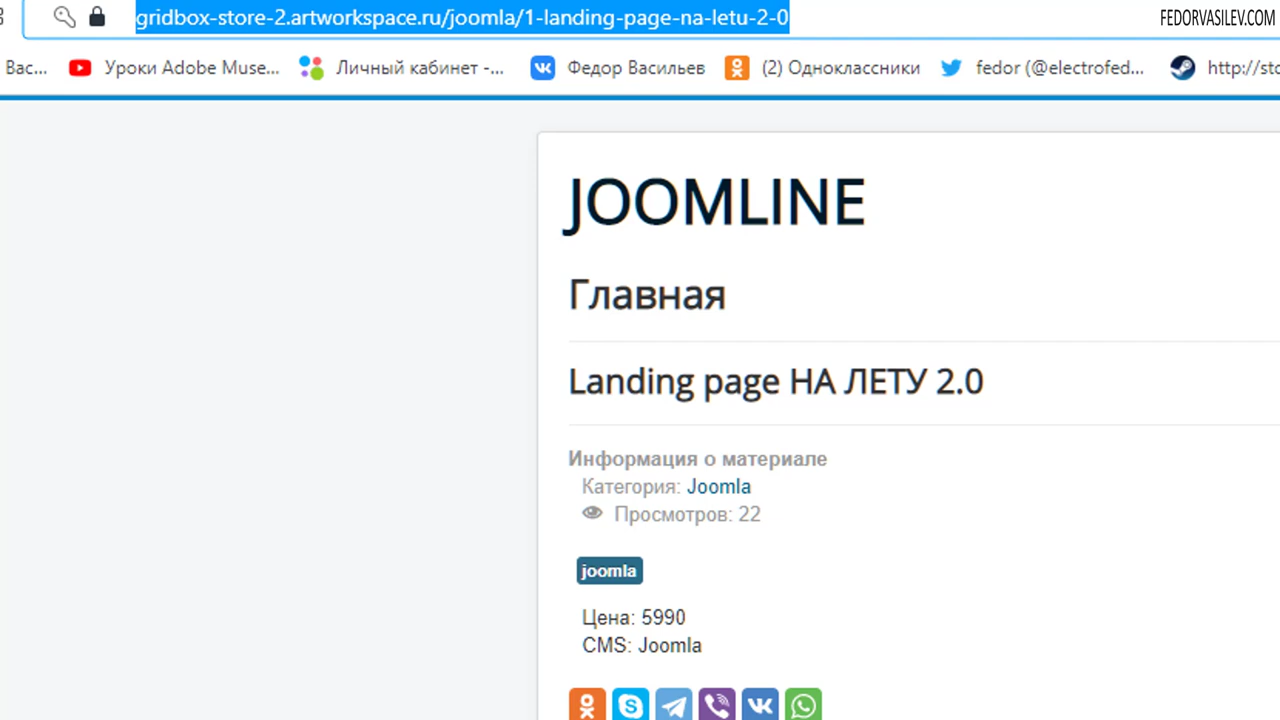 gridbox-store-2.artworkspace.ru/joomla/1-landing-page-na-letu-2-0
FEDORVASILEV.COM
Вас... Уроки Adobe Muse... Личный кабинет -... Федор Васильев (2) Одноклассники fedor (@electrofed... http://sto
JOOMLINE
Главная
Landing page НА ЛЕТУ 2.0
Информация о материале
Категория: Joomla
Просмотров: 22
joomla
Цена: 5990
CMS: Joomla